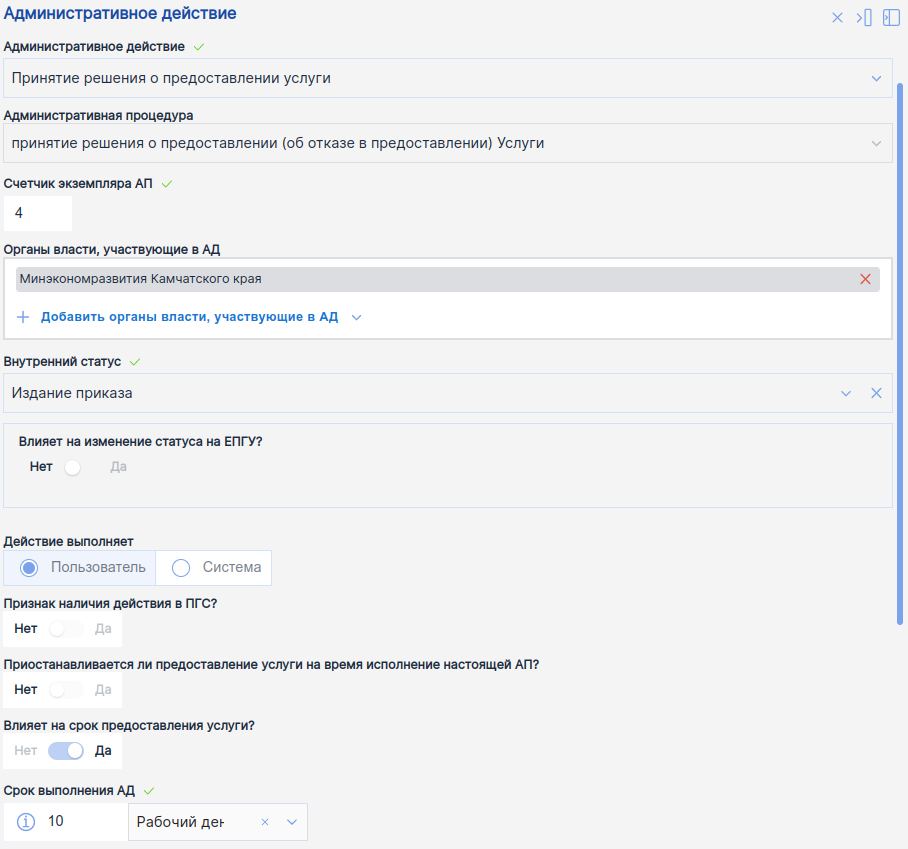 Административное действие
Административное действие
Принятие решения о предоставлении услуги
Административная процедура
принятие решения о предоставлении (об отказе в предоставлении) Услуги
Счетчик экземпляра АП
4
Органы власти, участвующие в АД
Минэкономразвития Камчатского края
Добавить органы власти, участвующие в АД
Внутренний статус
Издание приказа
Влияет на изменение статуса на ЕПГУ?
Нет Да
Действие выполняет
Пользователь Система
Признак наличия действия в ПГС?
Нет Да
Приостанавливается ли предоставление услуги на время исполнение настоящей АП?
Нет Да
Влияет на срок предоставления услуги?
Нет Да
Срок выполнения АД
10 Рабочий ден